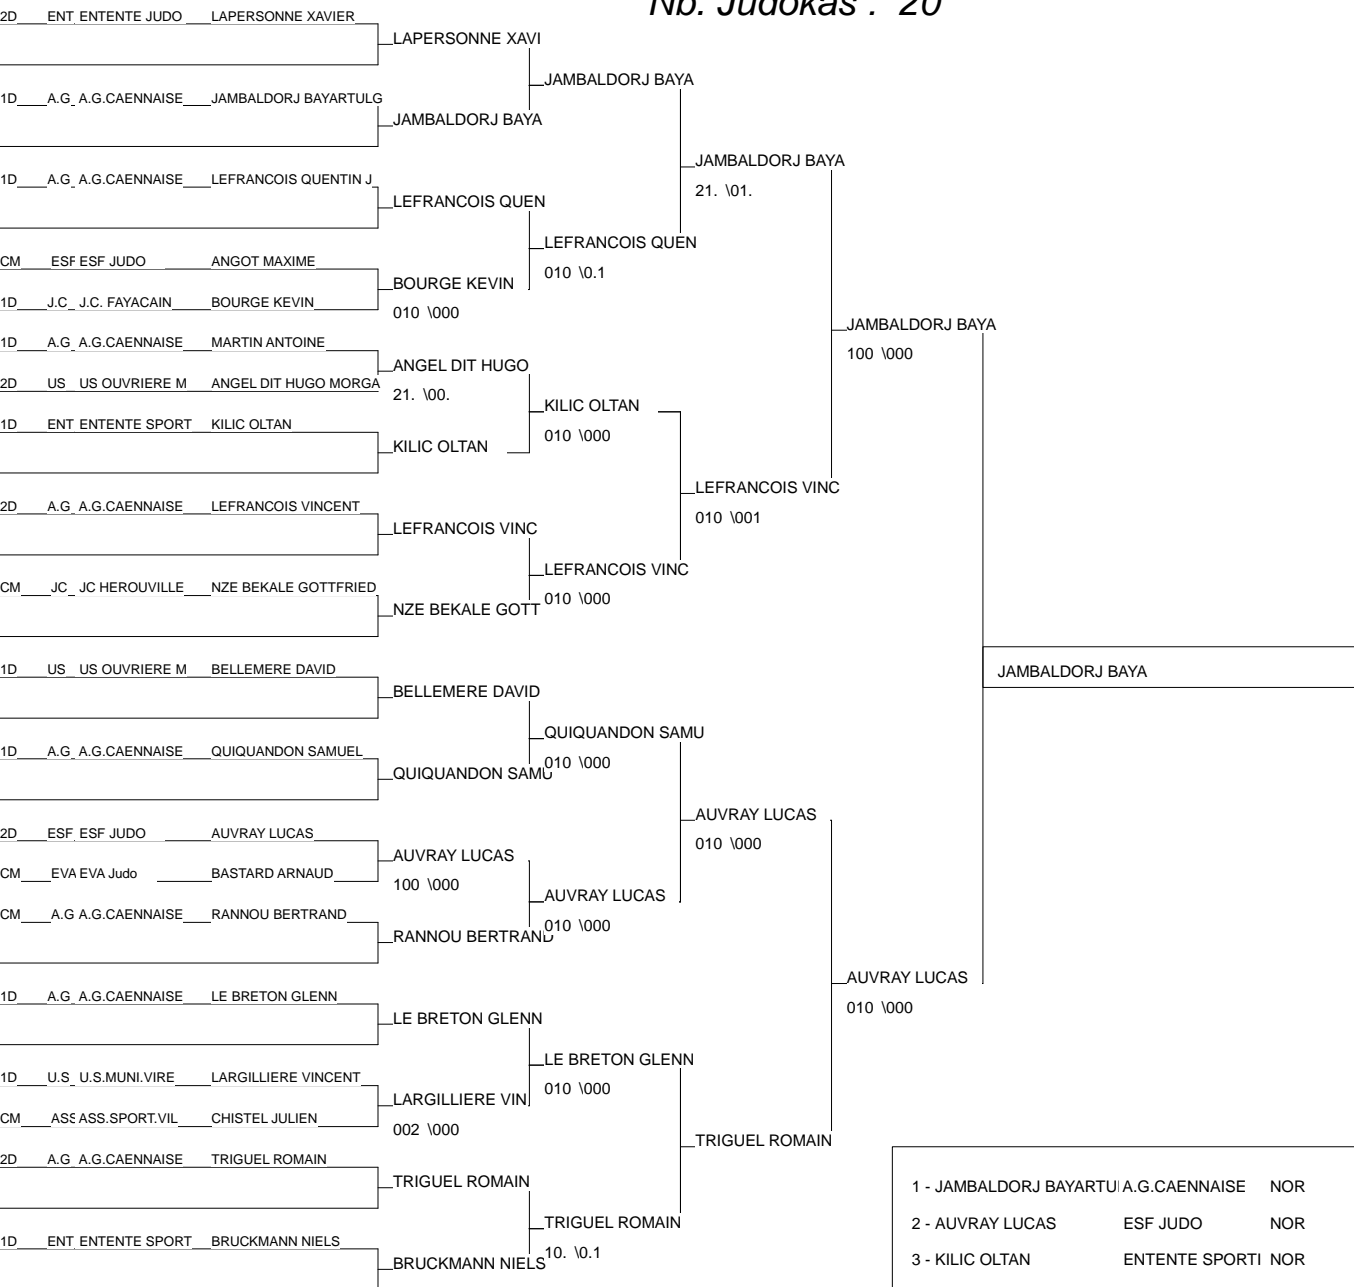 Nb. Judokas : 20
2D ENT ENTENTE JUDO LAPERSONNE XAVIER
LAPERSONNE XAVI
JAMBALDORJ BAYA
1D A.G A.G.CAENNAISE JAMBALDORJ BAYARTULG
JAMBALDORJ BAYA
JAMBALDORJ BAYA
21. \01.
1D A.G A.G.CAENNAISE LEFRANCOIS QUENTIN J
LEFRANCOIS QUEN
LEFRANCOIS QUEN
010 \0.1
CM ESF ESF JUDO ANGOT MAXIME
BOURGE KEVIN
010 \000
1D J.C J.C. FAYACAIN BOURGE KEVIN
JAMBALDORJ BAYA
100 \000
1D A.G A.G.CAENNAISE MARTIN ANTOINE
ANGEL DIT HUGO
21. \00.
2D US US OUVRIERE M ANGEL DIT HUGO MORGA
KILIC OLTAN
010 \000
1D ENT ENTENTE SPORT KILIC OLTAN
KILIC OLTAN
LEFRANCOIS VINC
010 \001
2D A.G A.G.CAENNAISE LEFRANCOIS VINCENT
LEFRANCOIS VINC
LEFRANCOIS VINC
010 \000
CM JC JC HEROUVILLE NZE BEKALE GOTTFRIED
NZE BEKALE GOTT
1D US US OUVRIERE M BELLEMERE DAVID
JAMBALDORJ BAYA
BELLEMERE DAVID
QUIQUANDON SAMU
010 \000
1D A.G A.G.CAENNAISE QUIQUANDON SAMUEL
QUIQUANDON SAMU
AUVRAY LUCAS
010 \000
2D ESF ESF JUDO AUVRAY LUCAS
AUVRAY LUCAS
100 \000
CM EVA EVA Judo BASTARD ARNAUD
AUVRAY LUCAS
010 \000
CM A.G A.G.CAENNAISE RANNOU BERTRAND
RANNOU BERTRAND
AUVRAY LUCAS
010 \000
1D A.G A.G.CAENNAISE LE BRETON GLENN
LE BRETON GLENN
LE BRETON GLENN
010 \000
1D U.S U.S.MUNI.VIRE LARGILLIERE VINCENT
LARGILLIERE VIN
002 \000
CM ASS ASS.SPORT.VIL CHISTEL JULIEN
TRIGUEL ROMAIN
2D A.G A.G.CAENNAISE TRIGUEL ROMAIN
TRIGUEL ROMAIN
TRIGUEL ROMAIN
10. \0.1
1D ENT ENTENTE SPORT BRUCKMANN NIELS
BRUCKMANN NIELS
1 - JAMBALDORJ BAYARTU A.G.CAENNAISE NOR
2 - AUVRAY LUCAS ESF JUDO NOR
3 - KILIC OLTAN ENTENTE SPORTI NOR